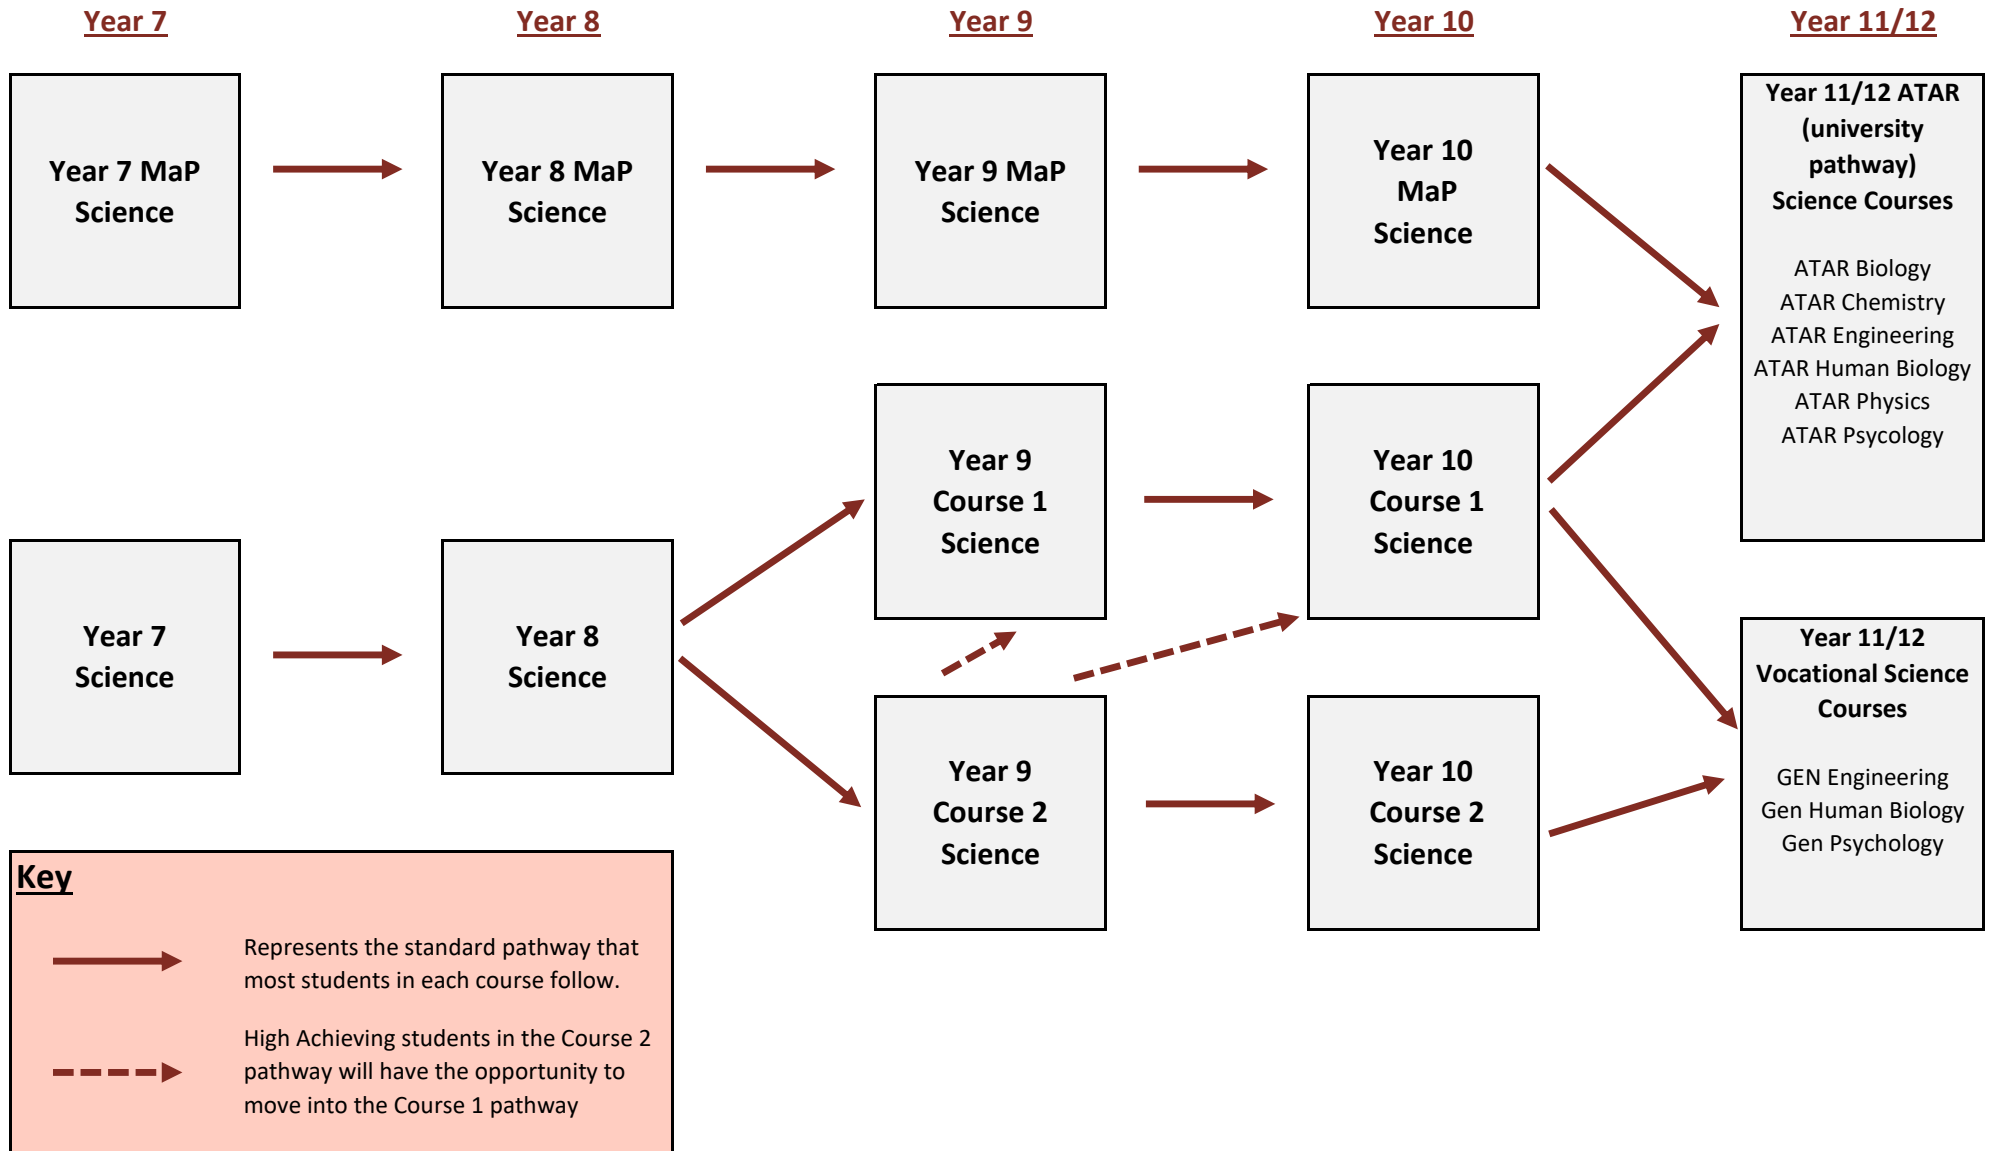 Year 7
Year 8
Year 9
Year 10
Year 11/12
Year 7 MaP
Science
Year 8 MaP
Science
Year 9 MaP
Science
Year 10
MaP
Science
Year 11/12 ATAR
(university
pathway)
Science Courses
ATAR Biology
ATAR Chemistry
ATAR Engineering
ATAR Human Biology
ATAR Physics
ATAR Psycology
Year 9
Course 1
Science
Year 10
Course 1
Science
Year 7
Science
Year 8
Science
Year 9
Course 2
Science
Year 10
Course 2
Science
Year 11/12
Vocational Science
Courses
GEN Engineering
Gen Human Biology
Gen Psychology
Key
Represents the standard pathway that
most students in each course follow.
High Achieving students in the Course 2
pathway will have the opportunity to
move into the Course 1 pathway